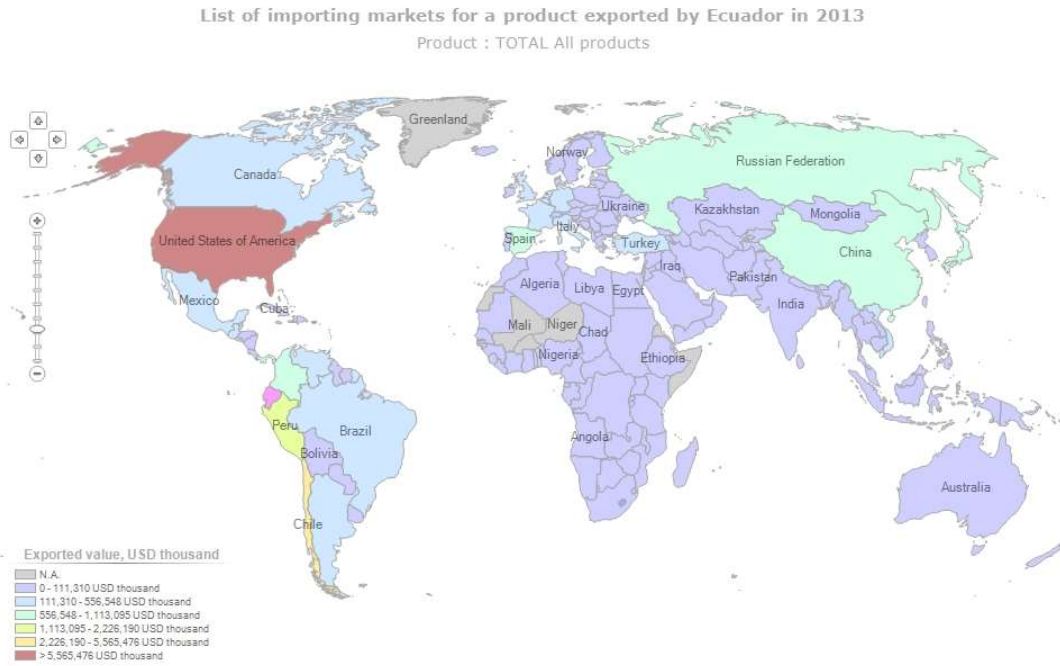 List of importing markets for a product exported by Ecuador in 2013
Product : TOTAL All products
Greenland
Norway
Russian Federation
Canada
Ukraine
Kazakhstan
Mongolia
Italy
United States of America
Spain
Turkey
China
Iraq
Pakistan
Algeria
Libya
Egypt
Mexico
Cuba
India
Mali
Niger
Chad
Nigeria
Ethiopia
Peru
Brazil
Angola
Bolivia
Australia
Chile
Exported value, USD thousand
N.A.
0 - 111,310 USD thousand
111,310 - 556,548 USD thousand
556,548 - 1,113,095 USD thousand
1,113,095 - 2,226,190 USD thousand
2,226,190 - 5,565,476 USD thousand
> 5,565,476 USD thousand